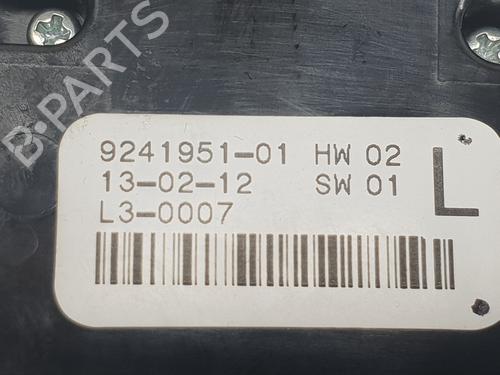 9241951-01 HW 02
13-02-12 SW 01
L3-0007
L
B-PARTS